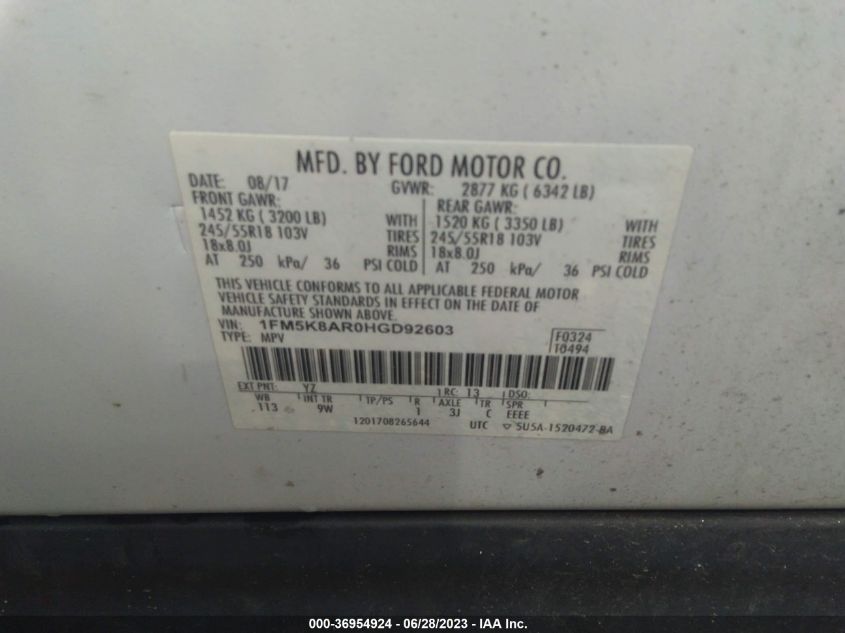 MFD. BY FORD MOTOR CO.
DATE: 08/17 GVWR: 2877 KG ( 6342 LB)
FRONT GAWR: REAR GAWR:
1452 KG ( 3200 LB) WITH 1520 KG ( 3350 LB) WITH
245/55R18 103V TIRES 245/55R18 103V TIRES
18x8.0J RIMS 18x8.0J RIMS
AT 250 kPa/ 36 PSI COLD AT 250 kPa/ 36 PSI COLD
THIS VEHICLE CONFORMS TO ALL APPLICABLE FEDERAL MOTOR
VEHICLE SAFETY STANDARDS IN EFFECT ON THE DATE OF
MANUFACTURE SHOWN ABOVE.
VIN: 1FM5K8AR0HGD92603 F0324
TYPE: MPV T0494
EXT PNT: YZ RC: 13 DSO:
WB INT TR TP/PS R AXLE TR SPR
113 9W 1 3J C EEEE
1201708265644 UTC ▽ SU5A-1520472-BA
000-36954924 - 06/28/2023 - IAA Inc.